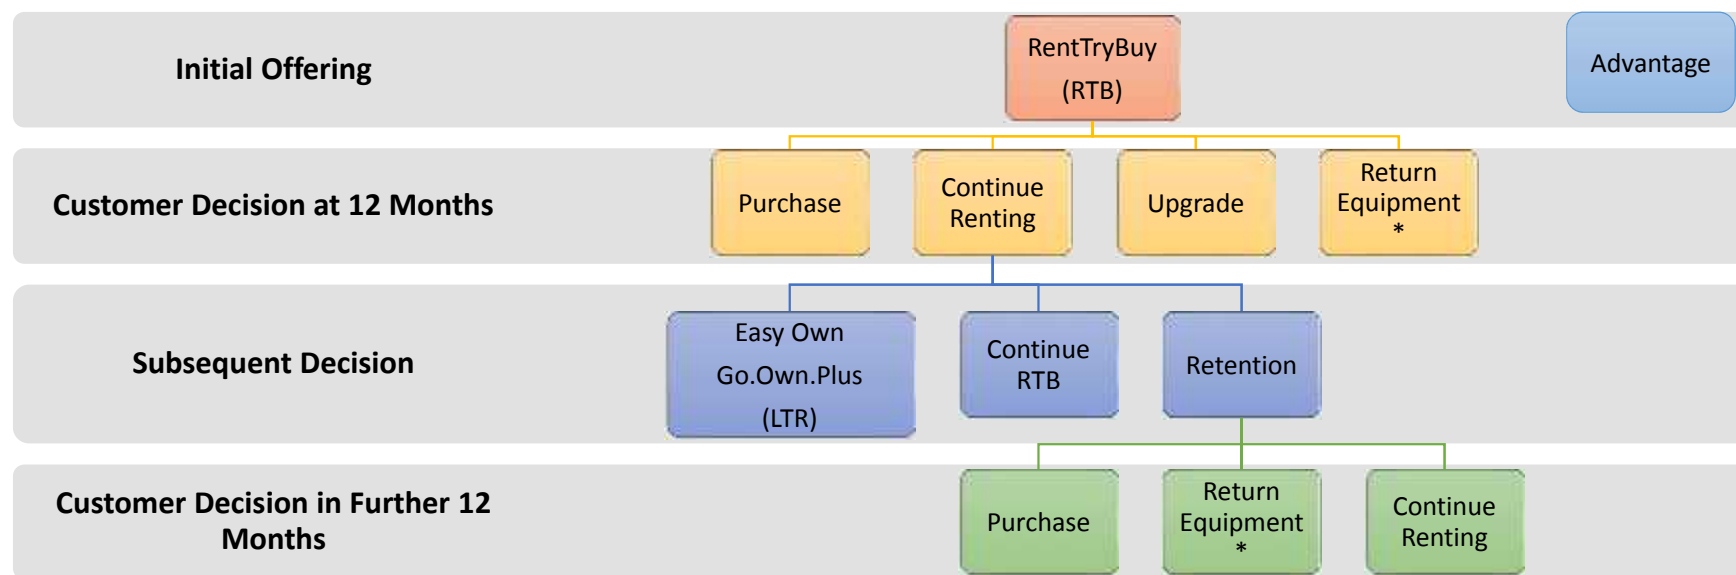 Initial Offering
RentTryBuy
(RTB)
Advantage
Customer Decision at 12 Months
Purchase
Continue
Renting
Upgrade
Return
Equipment
*
Subsequent Decision
Easy Own
Go.Own.Plus
(LTR)
Continue
RTB
Retention
Customer Decision in Further 12
Months
Purchase
Return
Equipment
*
Continue
Renting